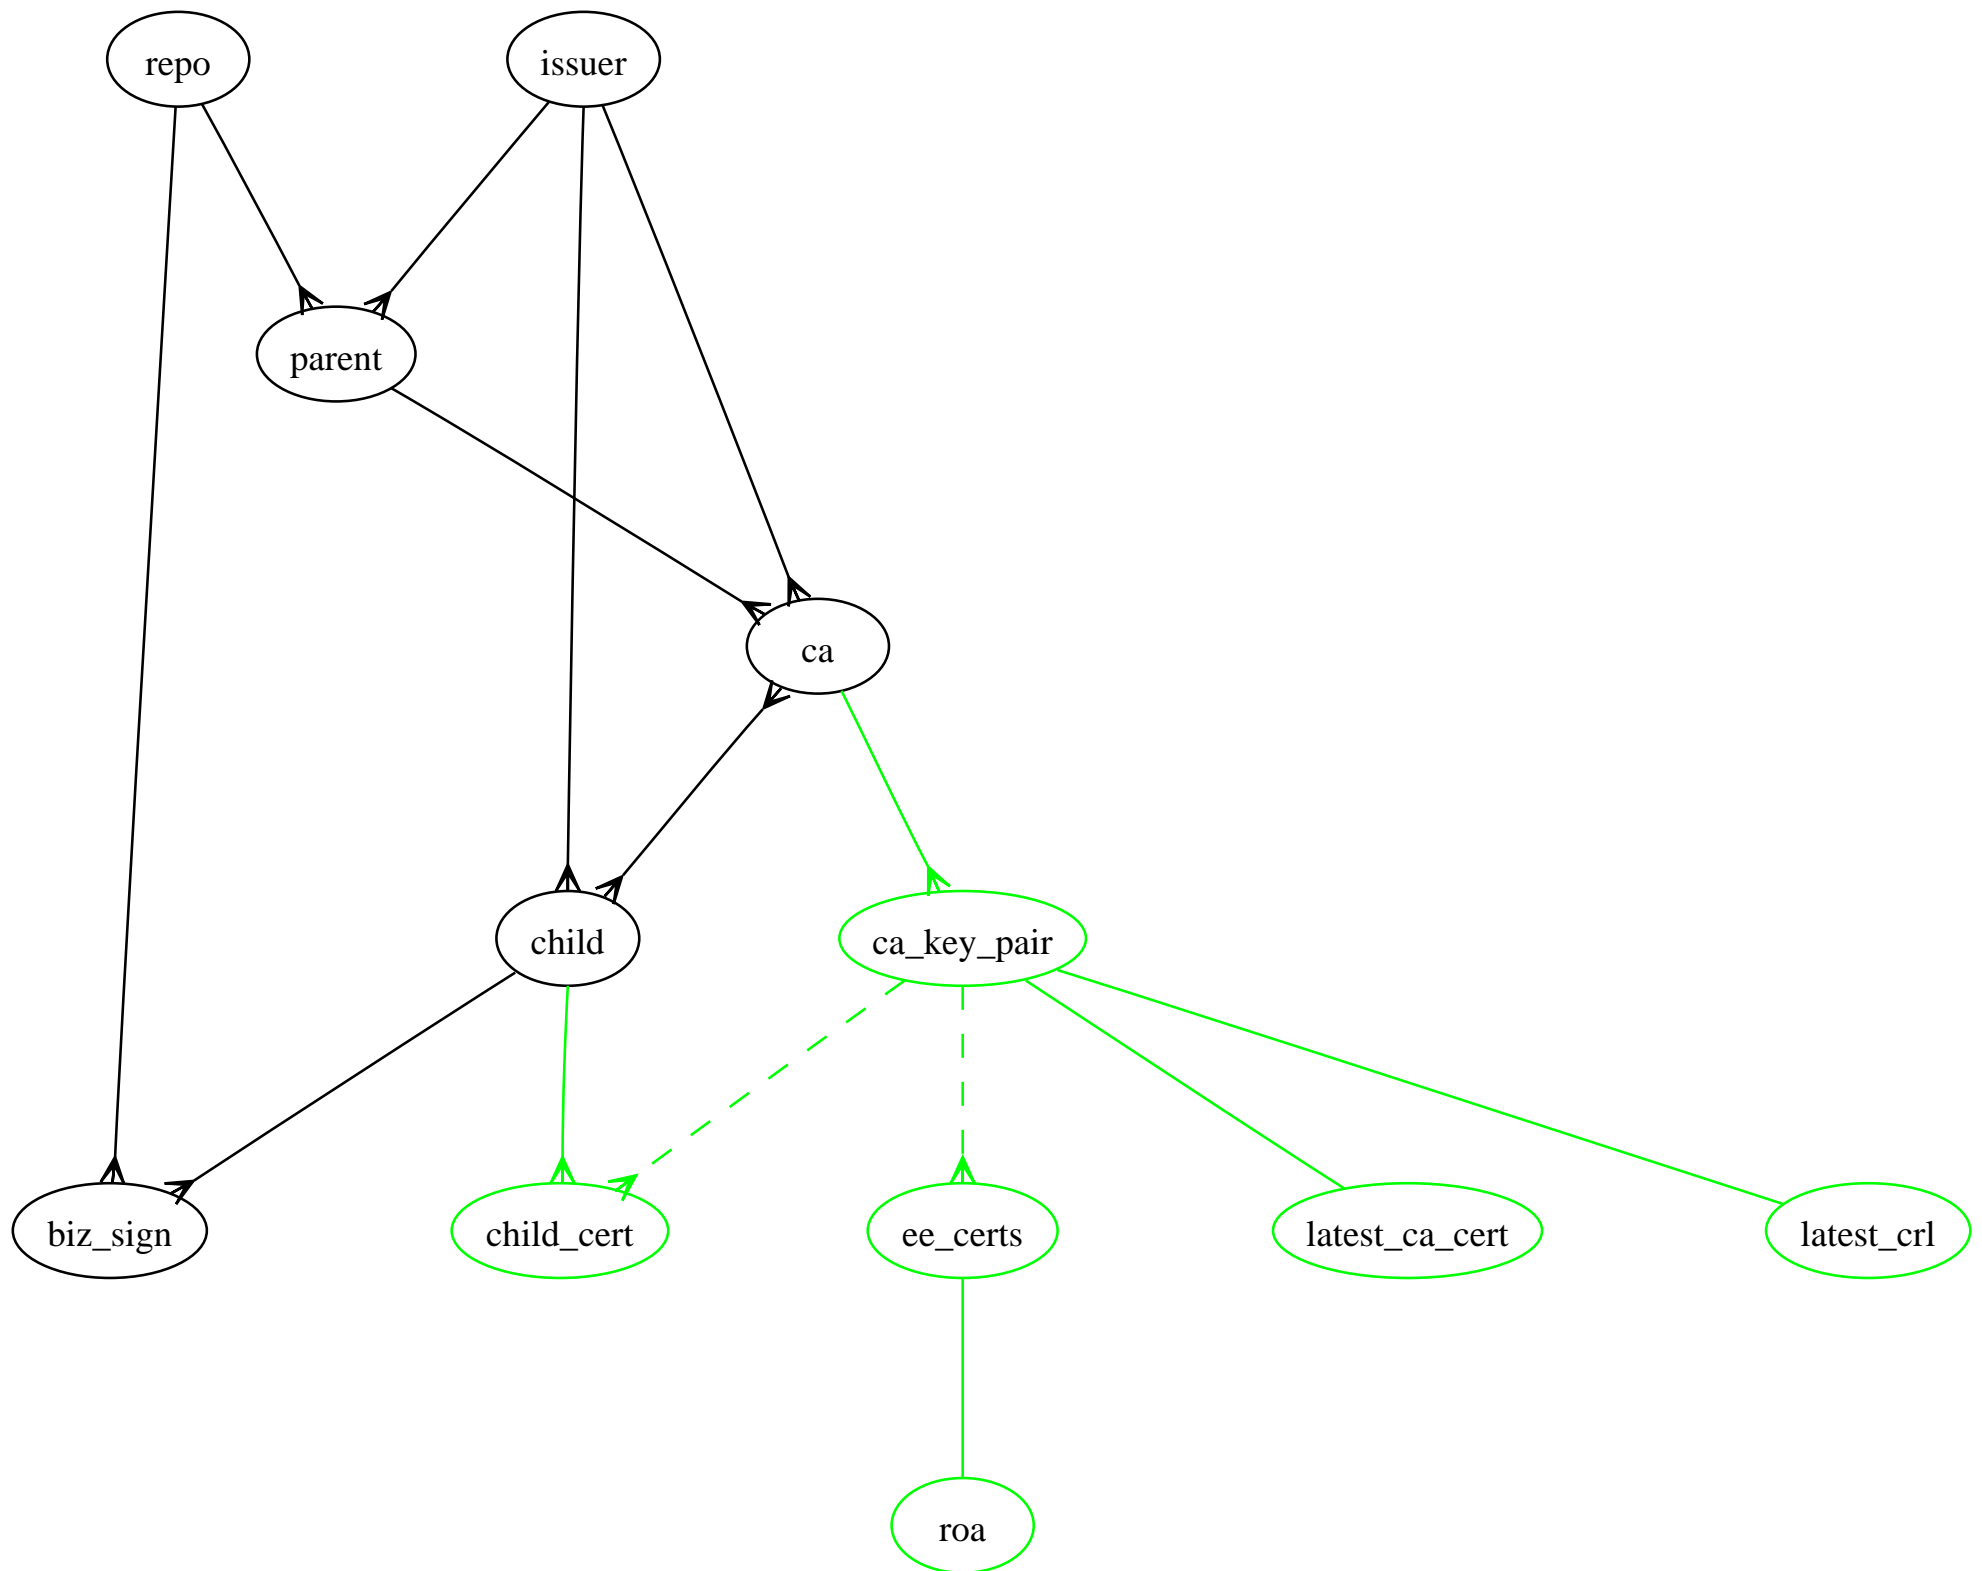 repo
issuer
parent
ca
child
ca_key_pair
biz_sign
child_cert
ee_certs
latest_ca_cert
latest_crl
roa